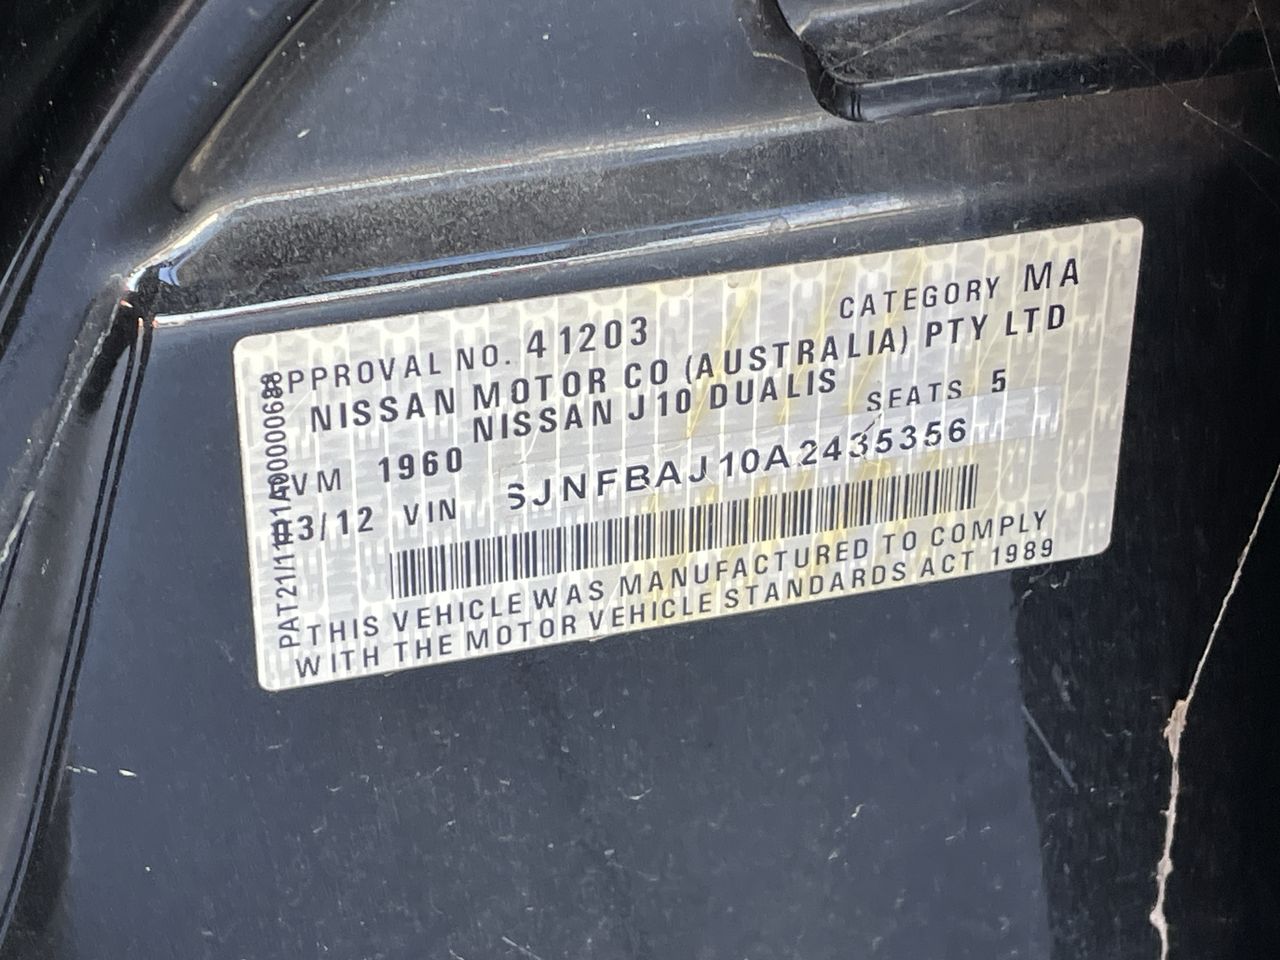 APPROVAL NO. 41203 CATEGORY MA
NISSAN MOTOR CO (AUSTRALIA) PTY LTD
NISSAN J10 DUALIS
SEATS 5
GVM 1960
03/12 VIN SJNFBAJ10A2435356
THIS VEHICLE WAS MANUFACTURED TO COMPLY
WITH THE MOTOR VEHICLE STANDARDS ACT 1989